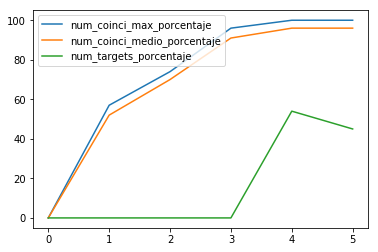 100
80
60
40
20
0
num_coinci_max_porcentaje
num_coinci_medio_porcentaje
num_targets_porcentaje
0 1 2 3 4 5